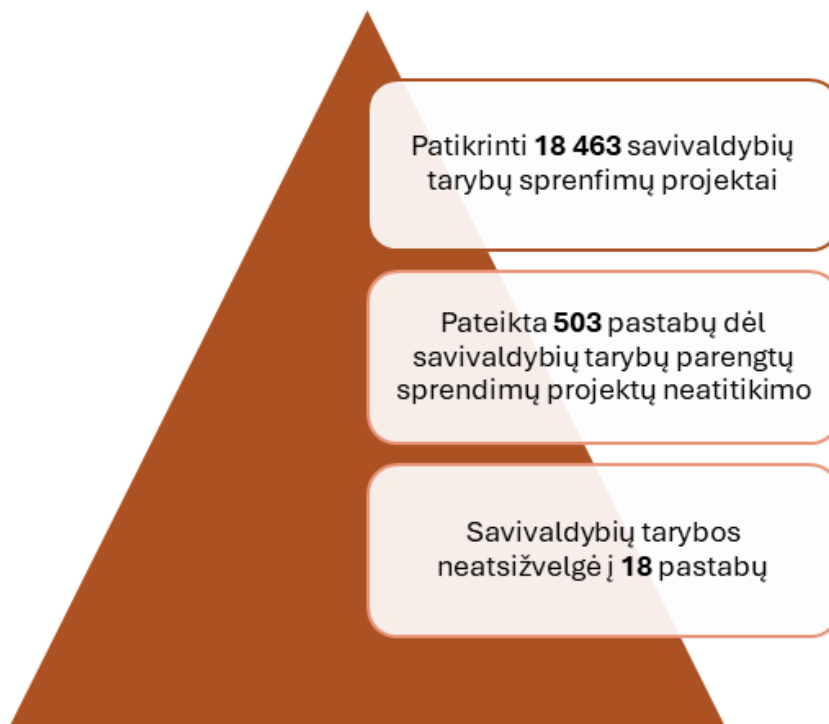 Patikrinti 18 463 savivaldybių
tarybų sprenfimų projektai
Pateikta 503 pastabų dėl
savivaldybių tarybų parengtų
sprendimų projektų neatitikimo
Savivaldybių tarybos
neatsižvelgė į 18 pastabų